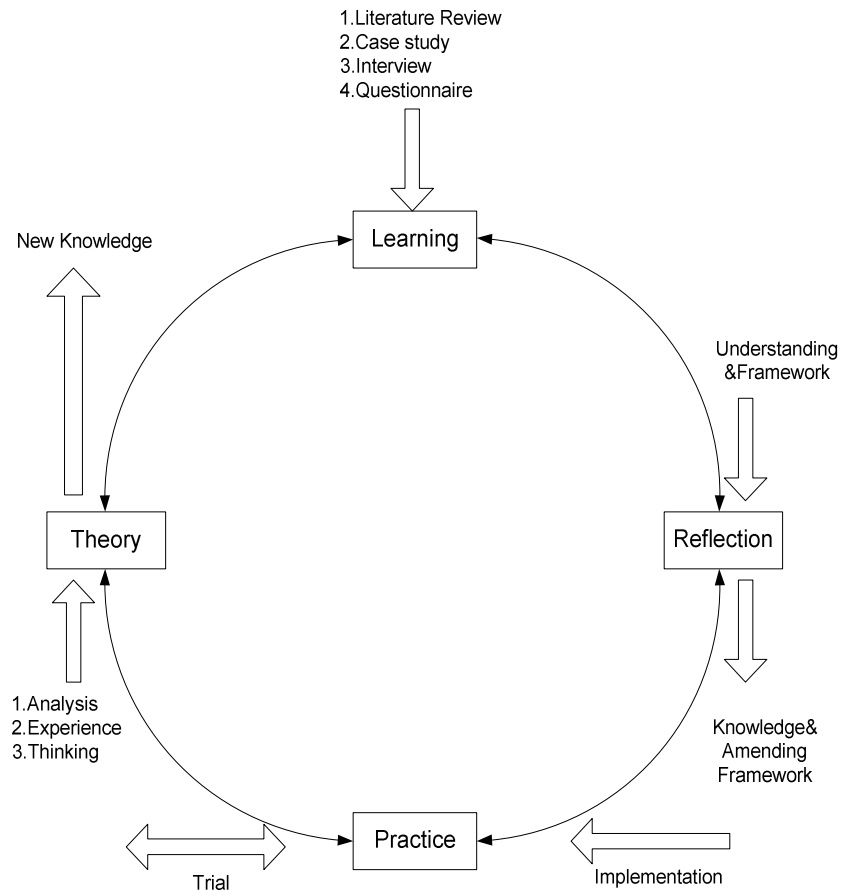 1.Literature Review
2.Case study
3.Interview
4.Questionnaire
Learning
New Knowledge
Understanding
&Framework
Theory
Reflection
1.Analysis
2.Experience
3.Thinking
Knowledge&
Amending
Framework
Practice
Trial
Implementation